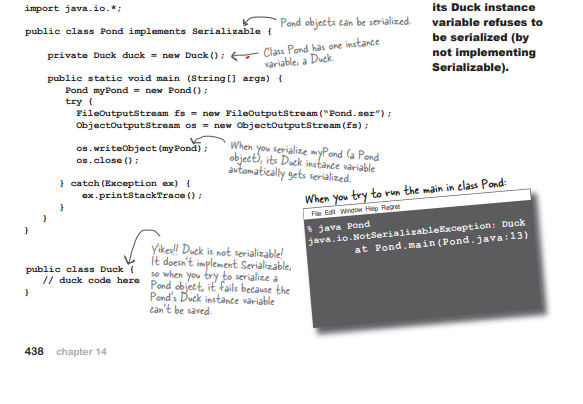 import java.io.*;
public class Pond implements Serializable {
Pond objects can be serialized.
private Duck duck = new Duck();
Class Pond has one instance
variable, a Duck.
public static void main (String[] args) {
Pond myPond = new Pond();
try {
FileOutputStream fs = new FileOutputStream("Pond.ser");
ObjectOutputStream os = new ObjectOutputStream(fs);
os.writeObject(myPond);
os.close();
When you serialize myPond (a Pond
object), its Duck instance variable
automatically gets serialized.
} catch(Exception ex) {
ex.printStackTrace();
}
}
}
public class Duck {
// duck code here
}
Yikes!! Duck is not serializable!
It doesn't implement Serializable,
so when you try to serialize a
Pond object, it fails because the
Pond's Duck instance variable
can't be saved.
its Duck instance
variable refuses to
be serialized (by
not implementing
Serializable).
When you try to run the main in class Pond:
File Edit Window Help Regret
% java Pond
java.io.NotSerializableException: Duck
at Pond.main(Pond.java:13)
438 chapter 14